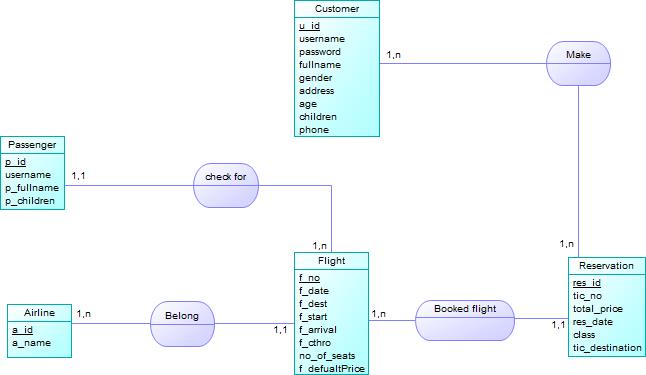 Customer
u_id
username
password
fullname
gender
address
age
children
phone
1,n
Make
Passenger
p_id
username
p_fullname
p_children
1,1
check for
1,n
1,n
Flight
f_no
f_date
f_dest
f_start
f_arrival
f_cthro
no_of_seats
f_defualtPrice
Reservation
res_id
tic_no
total_price
res_date
class
tic_destination
Airline
a_id
a_name
1,n
Belong
1,1
1,n
Booked flight
1,1